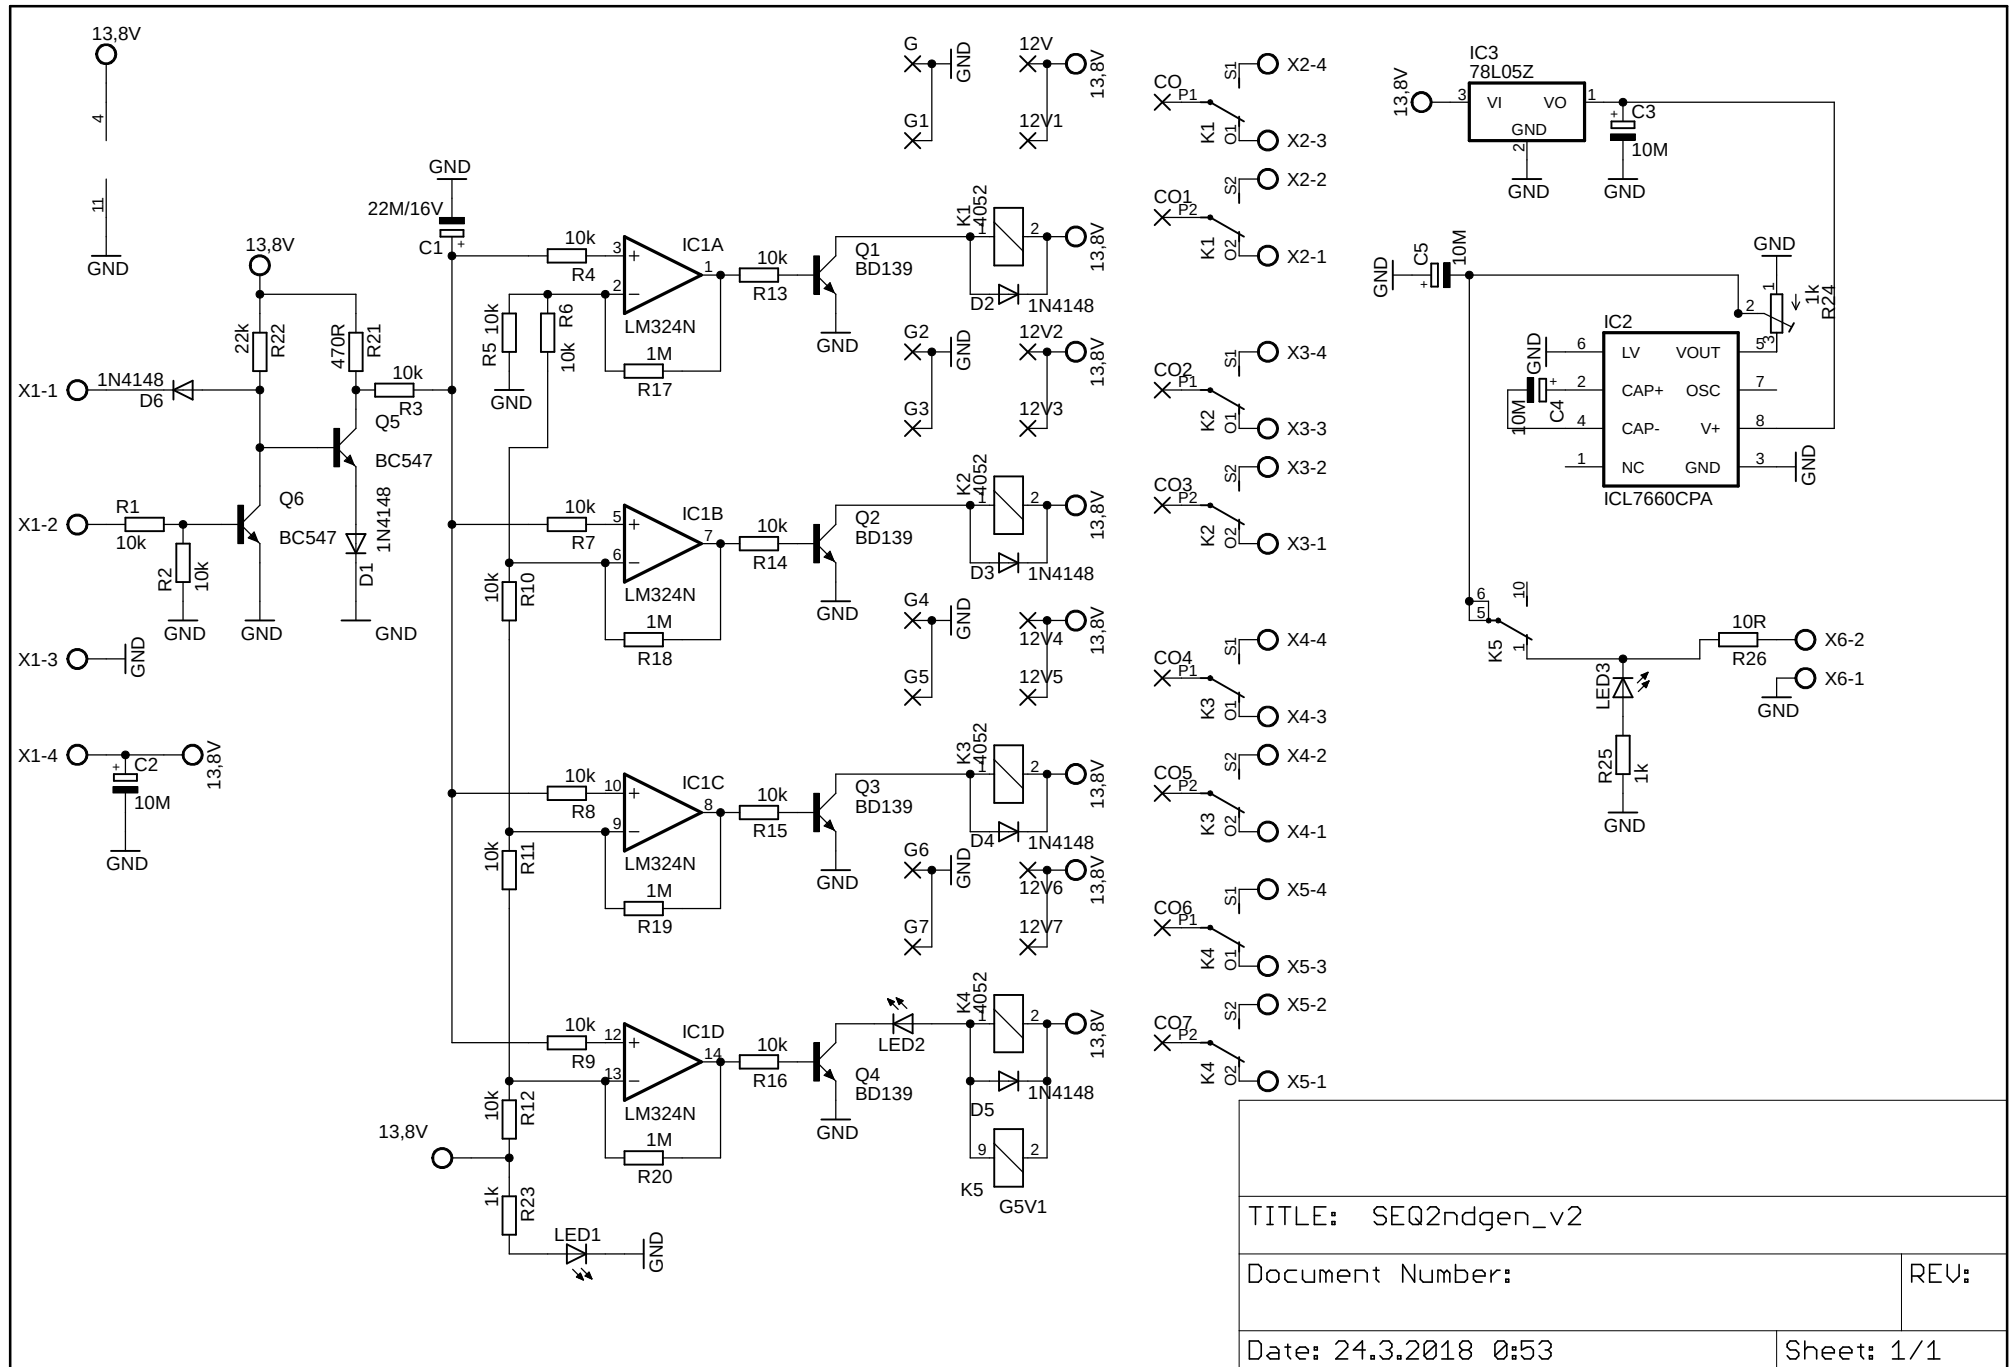 13,8V
4
11
GND
13,8V
22k
R22
470R
R21
X1-1
1N4148
D6
10k
R3
Q5
BC547
X1-2
R1
10k
R2
10k
GND
Q6
BC547
GND
1N4148
D1
GND
X1-3
GND
X1-4
+
C2
10M
GND
13,8V
GND
22M/16V
C1
+
10k
R4
3
+
2
−
IC1A
1
LM324N
R5
10k
GND
R6
10k
1M
R17
10k
R13
Q1
BD139
GND
K1
4052
1
2
13,8V
D2
1N4148
10k
R7
5
+
6
−
IC1B
7
LM324N
10k
R10
1M
R18
10k
R14
Q2
BD139
GND
K2
4052
1
2
13,8V
D3
1N4148
10k
R8
10
+
9
−
IC1C
8
LM324N
10k
R11
1M
R19
10k
R15
Q3
BD139
GND
K3
4052
1
2
13,8V
D4
1N4148
10k
R9
12
+
13
−
IC1D
14
LM324N
10k
R12
1M
R20
10k
R16
Q4
BD139
GND
LED2
K4
4052
1
2
13,8V
D5
1N4148
9
2
K5
G5V1
13,8V
1k
R23
LED1
GND
G
GND
G1
12V
13,8V
12V1
G2
GND
G3
12V2
13,8V
12V3
G4
GND
G5
12V4
13,8V
12V5
G6
GND
G7
12V6
13,8V
12V7
CO
P1
K1
S1
O1
X2-4
X2-3
CO1
P2
K1
S2
O2
X2-2
X2-1
CO2
P1
K2
S1
O1
X3-4
X3-3
CO3
P2
K2
S2
O2
X3-2
X3-1
CO4
P1
K3
S1
O1
X4-4
X4-3
CO5
P2
K3
S2
O2
X4-2
X4-1
CO6
P1
K4
S1
O1
X5-4
X5-3
CO7
P2
K4
S2
O2
X5-2
X5-1
13,8V
IC3
78L05Z
3
VI
VO
1
GND
2
GND
+
C3
10M
GND
GND
C5
+
10M
GND
1
2
3
1k
R24
IC2
GND
6
LV
VOUT
5
2
CAP+
OSC
7
4
CAP-
V+
8
1
NC
GND
3
GND
ICL7660CPA
10M
+
C4
6
5
10
1
K5
LED3
R25
1k
GND
10R
R26
X6-2
X6-1
GND
TITLE: SEQ2ndgen_v2
Document Number:
REV:
Date: 24.3.2018 0:53
Sheet: 1/1